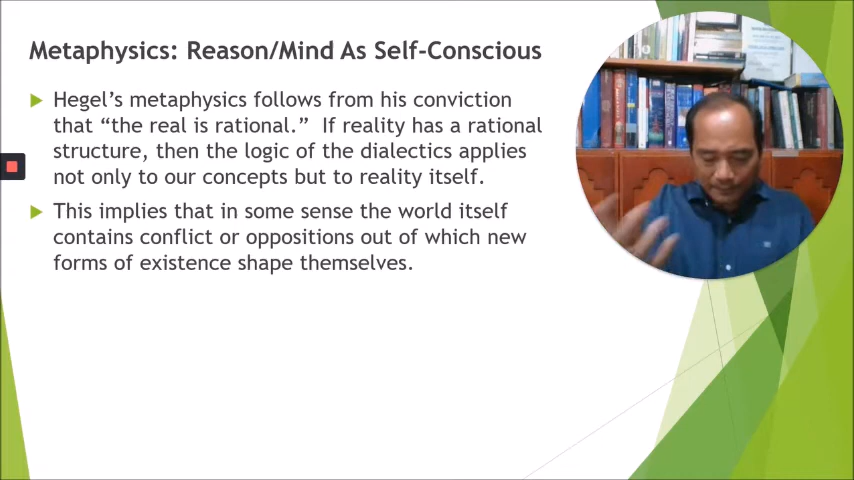 Metaphysics: Reason/Mind As Self-Conscious
Hegel’s metaphysics follows from his conviction
that “the real is rational.”  If reality has a rational
structure, then the logic of the dialectics applies
not only to our concepts but to reality itself.
This implies that in some sense the world itself
contains conflict or oppositions out of which new
forms of existence shape themselves.